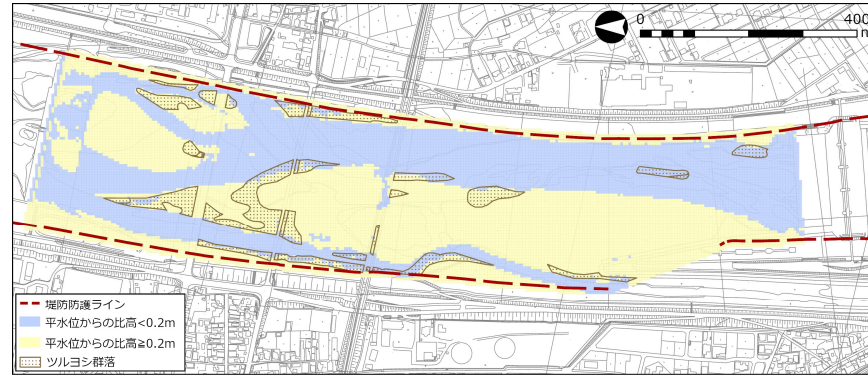 0 400
m
堤防防護ライン
平水位からの比高<0.2m
平水位からの比高≧0.2m
ツルヨシ群落